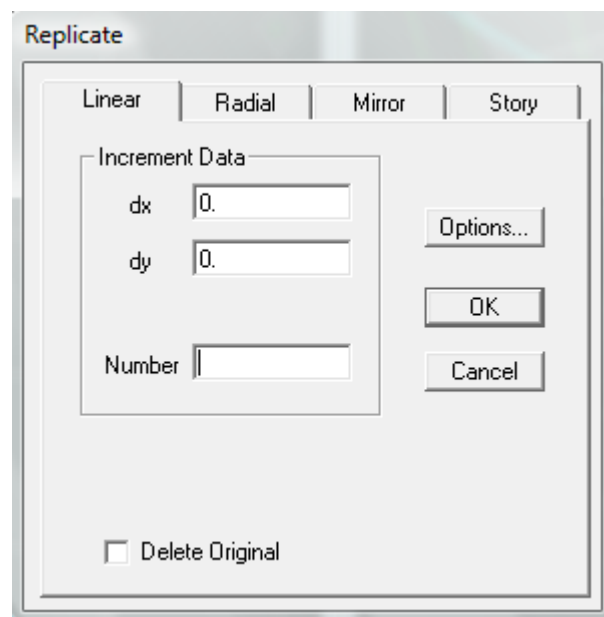 Replicate
Linear Radial Mirror Story
Increment Data
dx 0.
dy 0.
Number
Options...
OK
Cancel
Delete Original